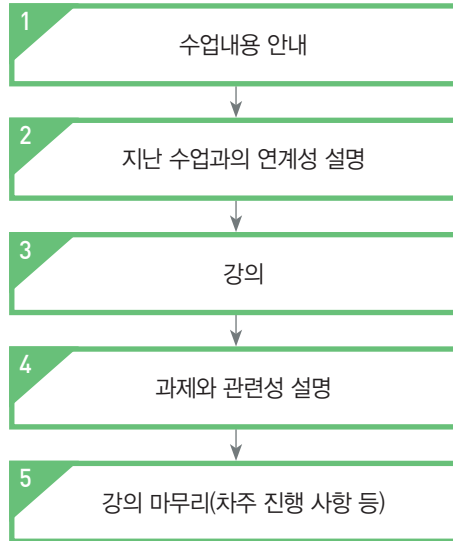 1
수업내용 안내
2
지난 수업과의 연계성 설명
3
강의
4
과제와 관련성 설명
5
강의 마무리(차주 진행 사항 등)